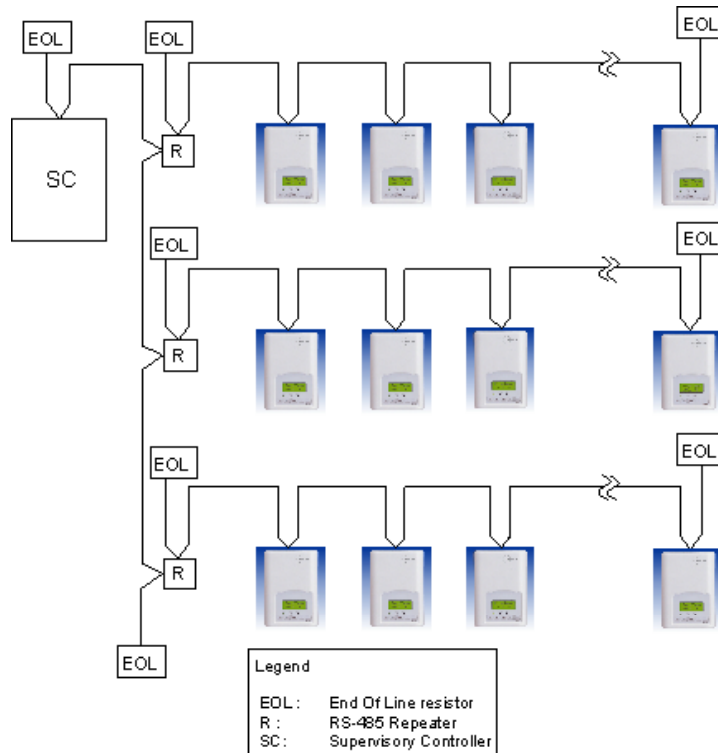 EOL
EOL
EOL
SC
R
EOL
EOL
R
EOL
EOL
R
EOL
Legend
EOL : End Of Line resistor
R : RS-485 Repeater
SC: Supervisory Controller